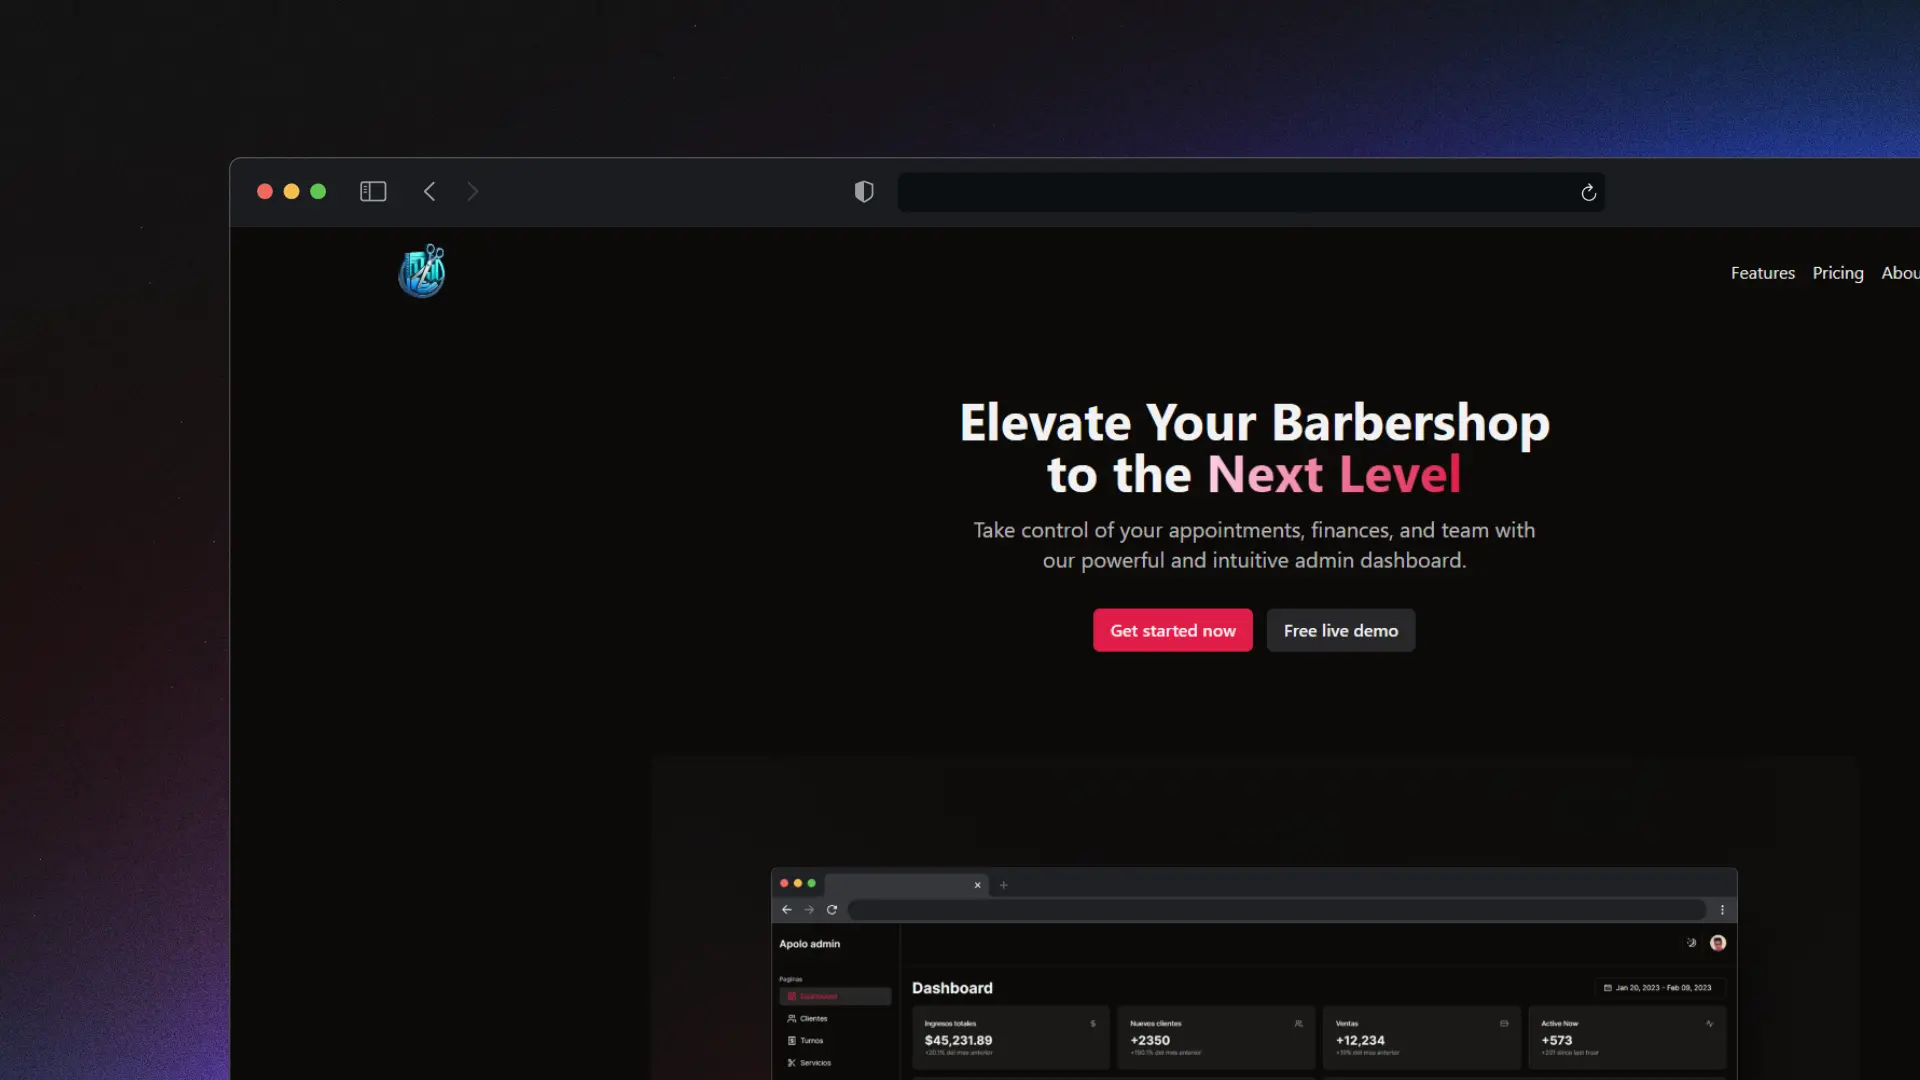 Features Pricing Abou
Elevate Your Barbershop
to the Next Level
Take control of your appointments, finances, and team with
our powerful and intuitive admin dashboard.
Get started now Free live demo
Apolo admin
Paginas
Dashboard
Clientes
Turnos
Servicios
Dashboard
Jan 20, 2023 - Feb 09, 2023
Ingresos totales
$45,231.89
+20.1% del mes anterior
Nuevos clientes
+2350
+180.1% del mes anterior
Ventas
+12,234
+19% del mes anterior
Active Now
+573
+201 since last hour